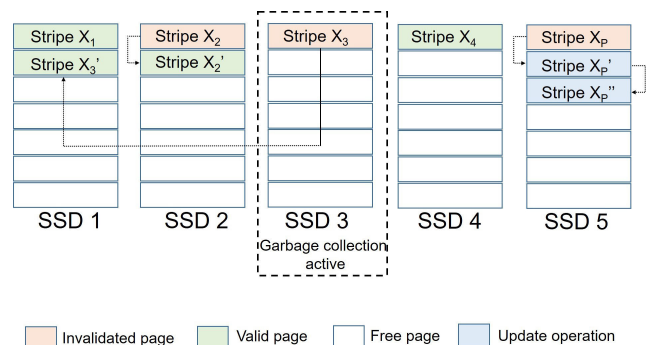 Stripe X1 Stripe X2 Stripe X3 Stripe X4 Stripe XP
Stripe X3’ Stripe X2’ Stripe XP’
Stripe XP’’
SSD 1 SSD 2 SSD 3 SSD 4 SSD 5
Garbage collection
active
Invalidated page Valid page Free page Update operation